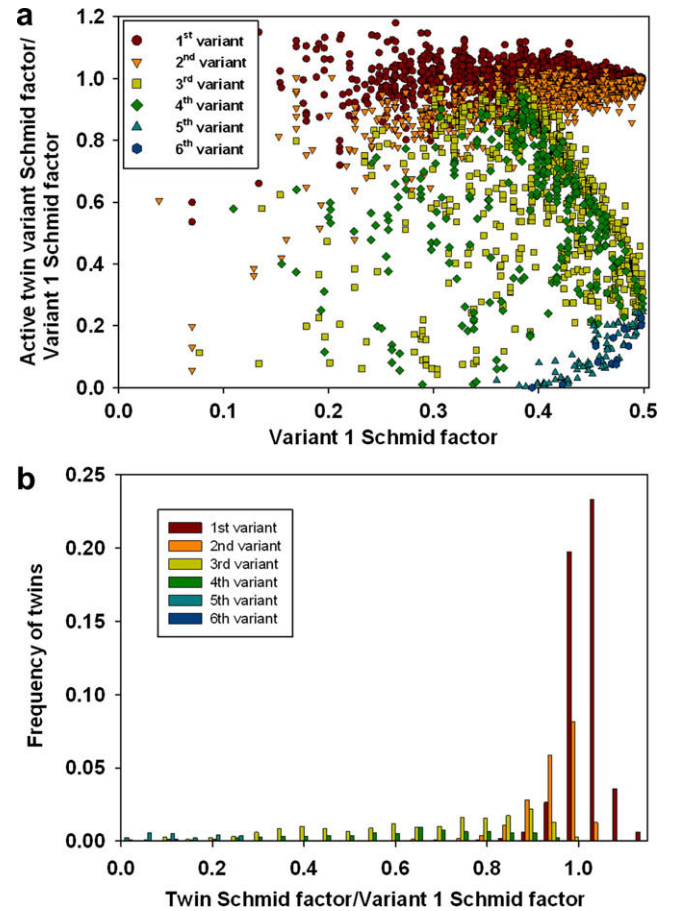 a
1.2
1.0
0.8
0.6
0.4
0.2
0.0
Active twin variant Schmid factor/
Variant 1 Schmid factor
1st variant
2nd variant
3rd variant
4th variant
5th variant
6th variant
0.0 0.1 0.2 0.3 0.4 0.5
Variant 1 Schmid factor
b
0.25
0.20
0.15
0.10
0.05
0.00
Frequency of twins
1st variant
2nd variant
3rd variant
4th variant
5th variant
6th variant
0.0 0.2 0.4 0.6 0.8 1.0
Twin Schmid factor/Variant 1 Schmid factor